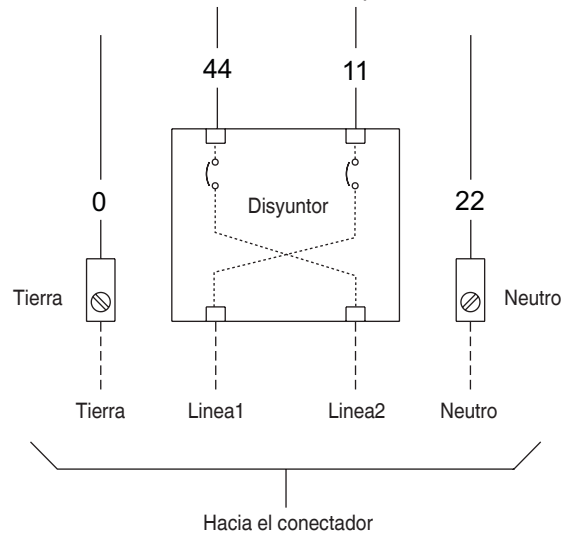 44 11
0 Disyuntor 22
Tierra Neutro
Tierra Linea1 Linea2 Neutro
Hacia el conectador